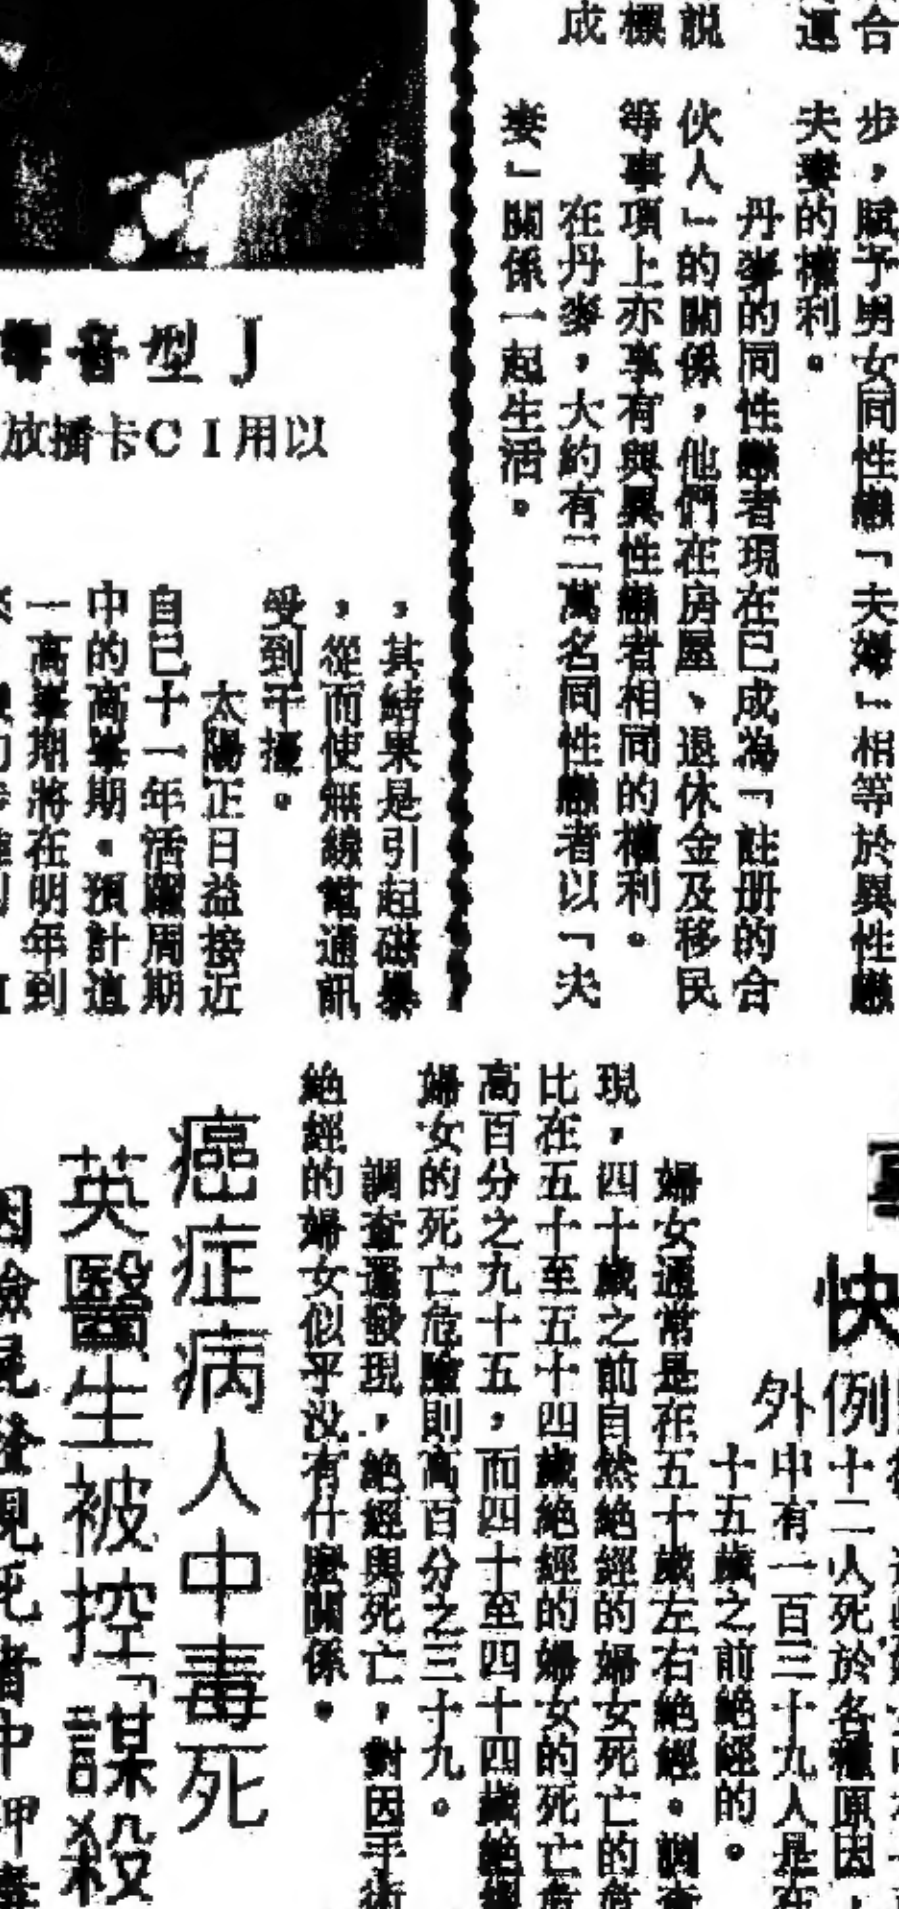 合
運
說
標
成
步，賦予男女同性戀「夫婦」相等於異性戀
夫妻的權利。
丹麥的同性戀者現在已成為「註册的合
伙人」的關係，他們在房屋、退休金及移民
等事項上亦享有與異性戀者相同的權利。
在丹麥，大約有二萬名同性戀者以「夫
妻」關係一起生活。
音型J
放播卡CI用以
，其結果是引起磁暴
，從而使無綫電通訊
受到干擾。
太陽正日益接近
自己十一年活躍周期
中的高峯期。預計這
一高峯期將在明年到
快
例
外
十二人死於各種原因，
中有一百三十九人是在
十五歲之前絕經的。
婦女通常是在五十歲左右絕經。調查
現，四十歲之前自然絕經的婦女死亡的危
比在五十至五十四歲絕經的婦女的死亡危
高百分之九十五，而四十至四十四歲絕經
婦女的死亡危險則高百分之三十九。
調查還發現，絕經與死亡，對因手術
絕經的婦女似乎没有什麼關係。
癌症病人中毒死
英醫生被控「謀殺
因驗屍發現死者中鉀毒